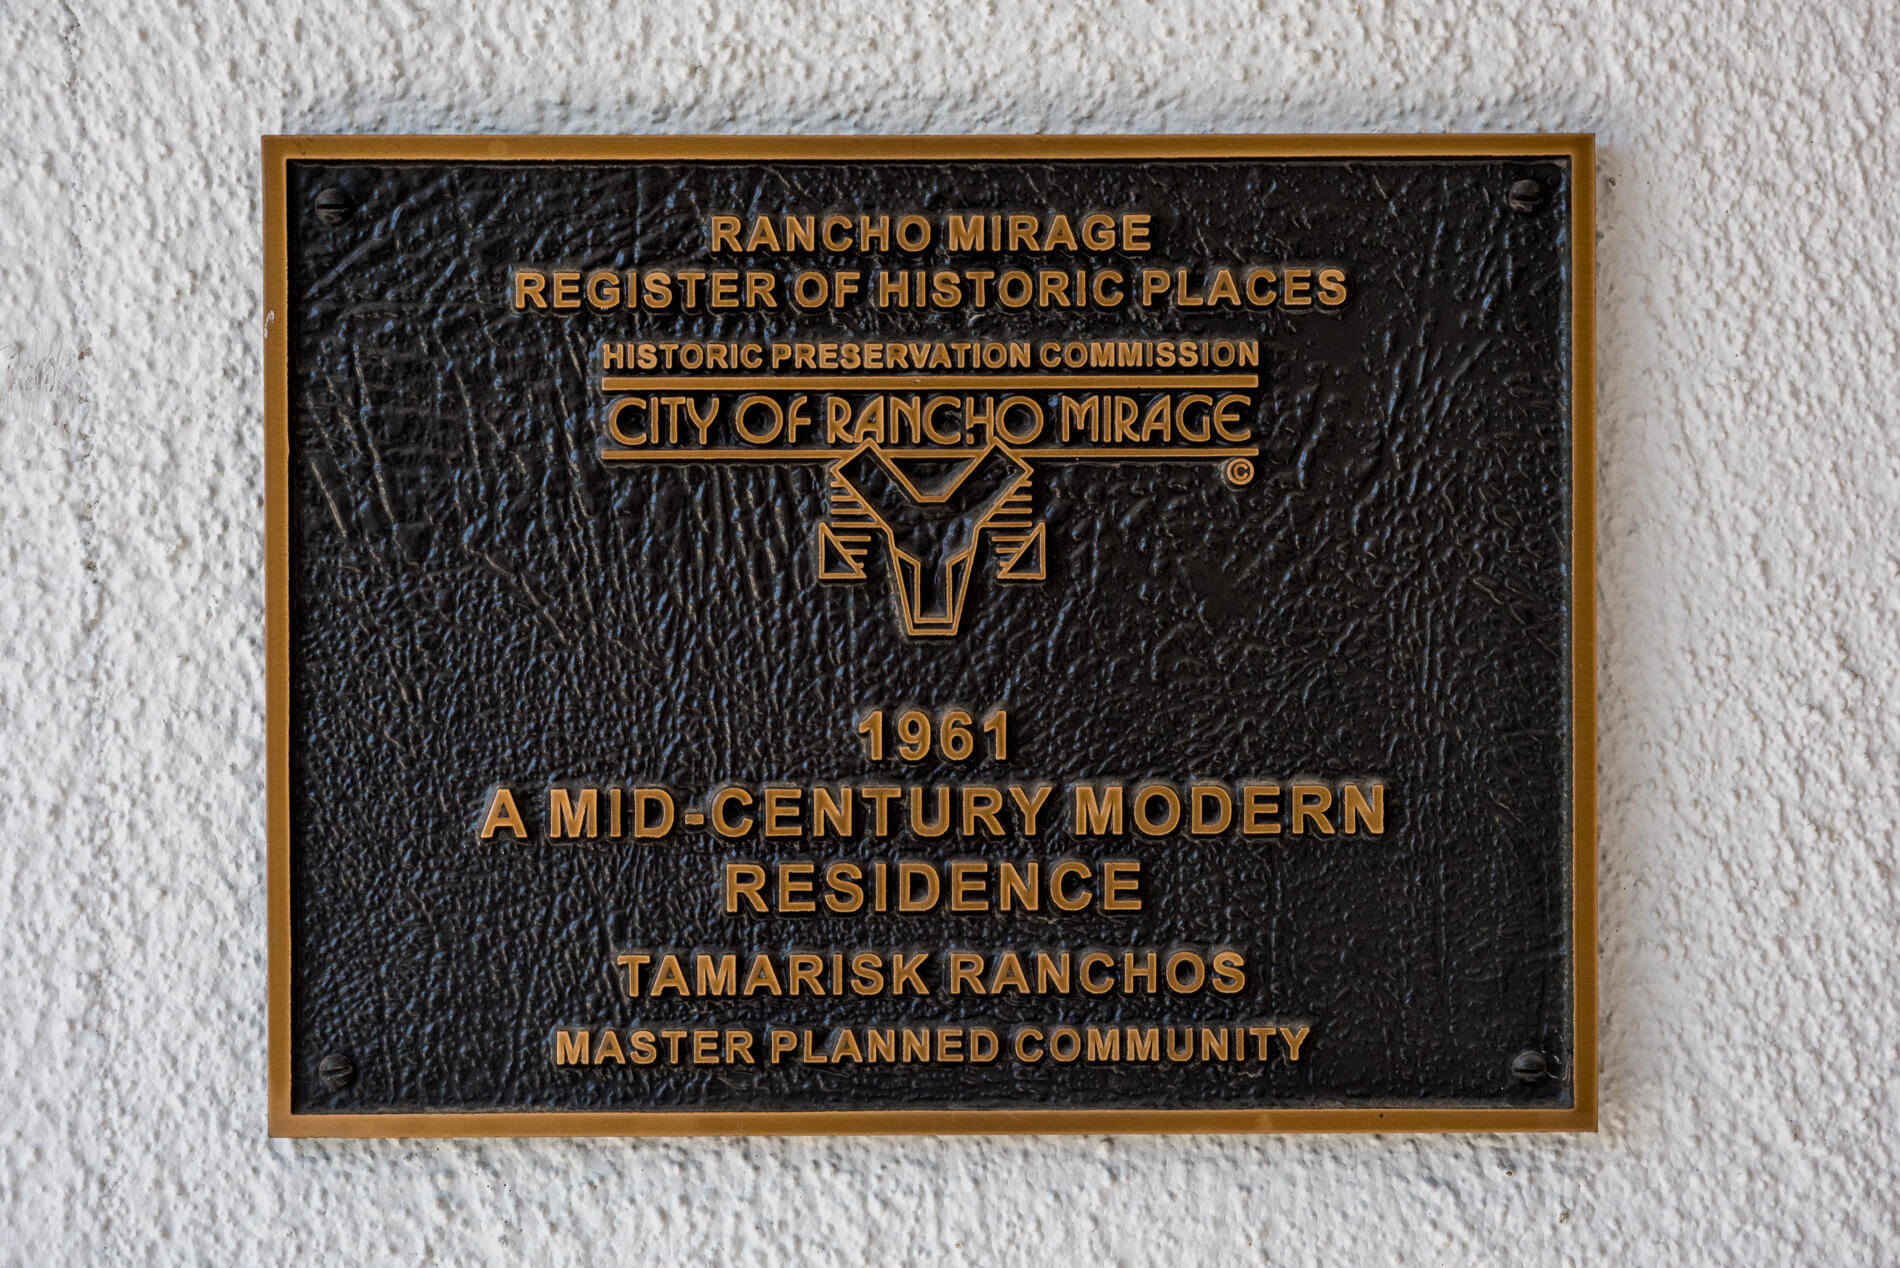 RANCHO MIRAGE
REGISTER OF HISTORIC PLACES
HISTORIC PRESERVATION COMMISSION
CITY OF RANCHO MIRAGE
©
1961
A MID-CENTURY MODERN
RESIDENCE
TAMARISK RANCHOS
MASTER PLANNED COMMUNITY